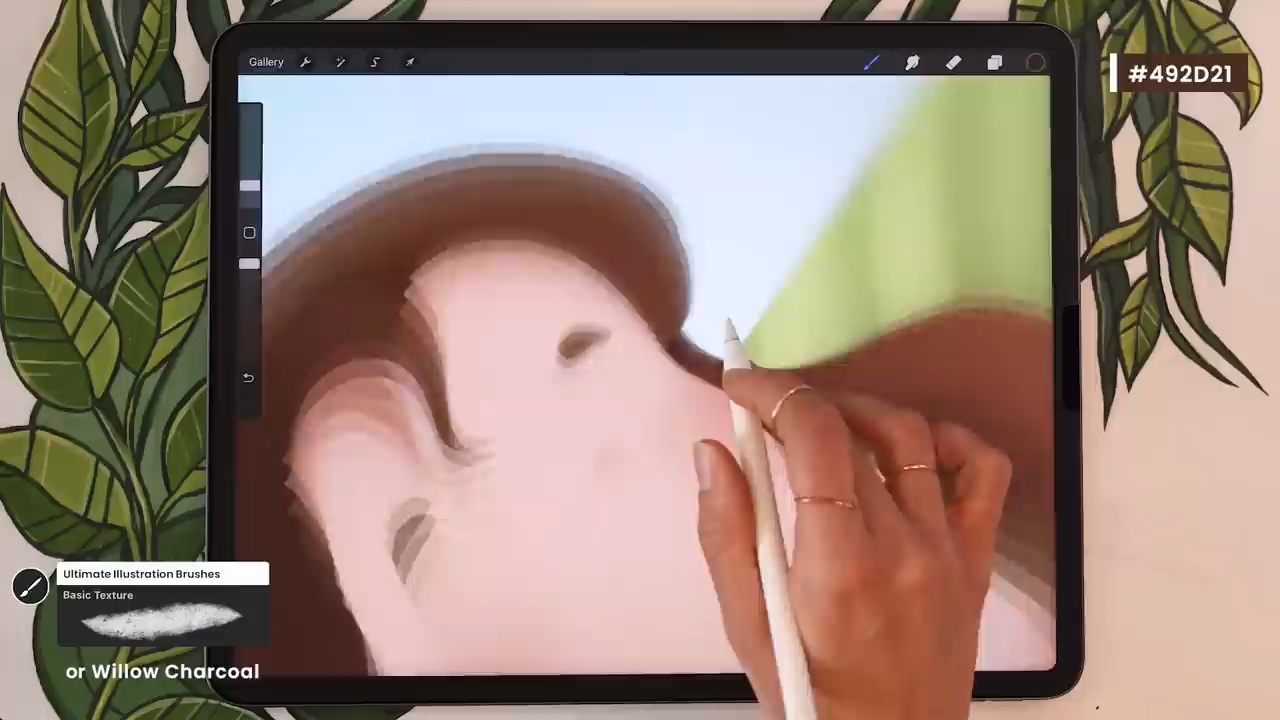 Gallery
#492D21
Ultimate Illustration Brushes
Basic Texture
or Willow Charcoal